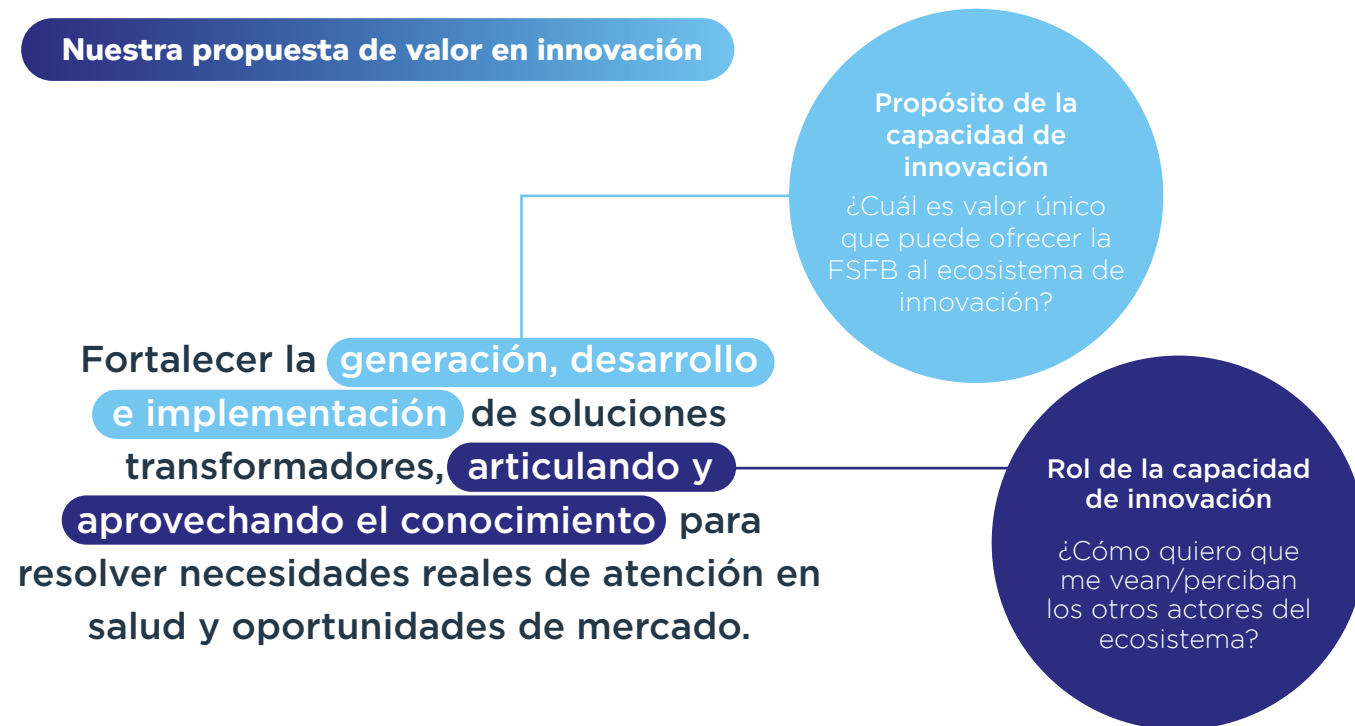 Nuestra propuesta de valor en innovación
Propósito de la
capacidad de
innovación
¿Cuál es valor único
que puede ofrecer la
FSFB al ecosistema de
innovación?
Fortalecer la generación, desarrollo
e implementación de soluciones
transformadores, articulando y
aprovechando el conocimiento para
resolver necesidades reales de atención en
salud y oportunidades de mercado.
Rol de la capacidad
de innovación
¿Cómo quiero que
me vean/perciban
los otros actores del
ecosistema?